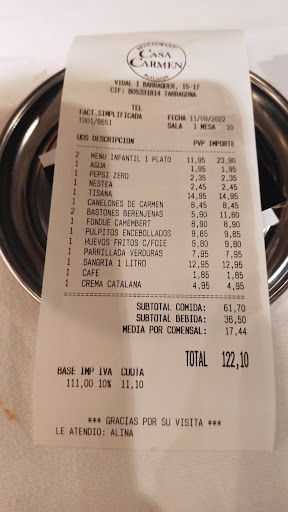 RESTAURANT
CASA
CARMEN
VIDAL I BARRAQUER, 15-17
CIF: B05331814 TARRAGONA
TEL
FACT.SIMPLIFICADA FECHA 11/09/2022
T001/8651 SALA 1 MESA 10
UDS DESCRIPCION PVP IMPORTE
2 MENU INFANTIL 1 PLATO 11,95 23,90
1 AGUA 1,95 1,95
1 PEPSI ZERO 2,35 2,35
1 NESTEA 2,45 2,45
1 TISANA 14,95 14,95
1 CANELONES DE CARMEN 8,45 8,45
2 BASTONES BERENJENAS 5,90 11,80
1 FONDUE CAMEMBERT 8,90 8,90
1 PULPITOS ENCEBOLLADOS 9,85 9,85
1 HUEVOS FRITOS C/FOIE 9,80 9,80
1 PARRILLADA VERDURAS 7,95 7,95
1 SANGRIA 1 LITRO 12,95 12,95
1 CAFE 1,85 1,85
1 CREMA CATALANA 4,95 4,95
SUBTOTAL COMIDA: 61,70
SUBTOTAL BEBIDA: 36,50
MEDIA POR COMENSAL: 17,44
TOTAL 122,10
BASE IMP IVA CUOTA
111,00 10% 11,10
*** GRACIAS POR SU VISITA ***
LE ATENDIO: ALINA